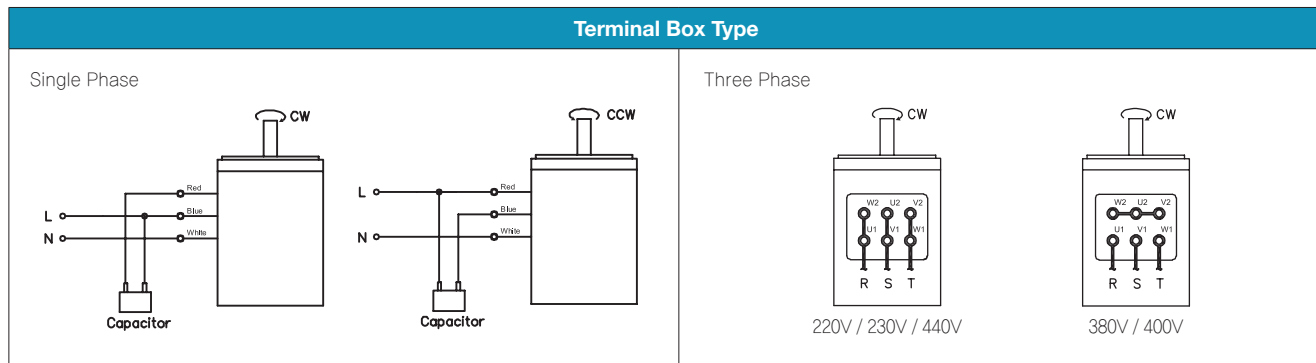 Terminal Box Type
Single Phase
CW
Red
L
Blue
N
White
Capacitor
CCW
L
Red
Blue
N
White
Capacitor
Three Phase
CW
W2 U2 V2
U1 V1 W1
R S T
220V / 230V / 440V
CW
W2 U2 V2
U1 V1 W1
R S T
380V / 400V